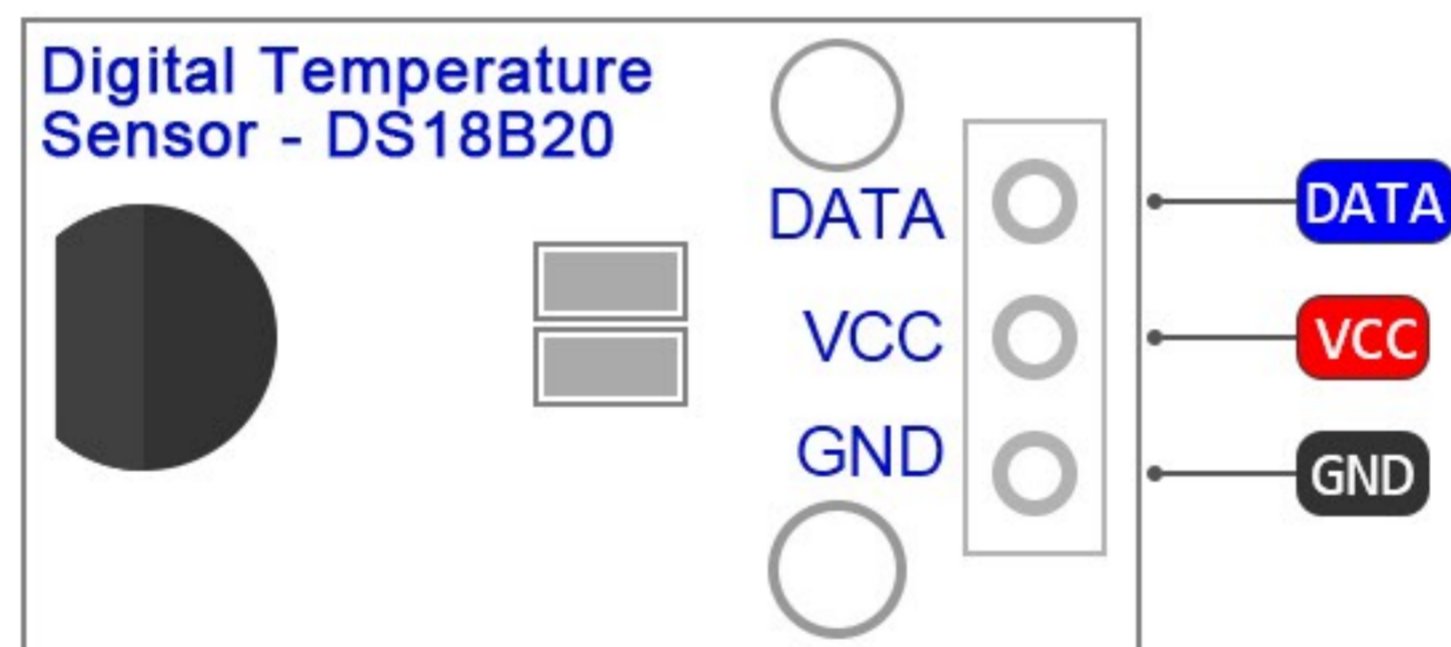 Digital Temperature
Sensor - DS18B20
DATA
DATA
VCC
VCC
GND
GND